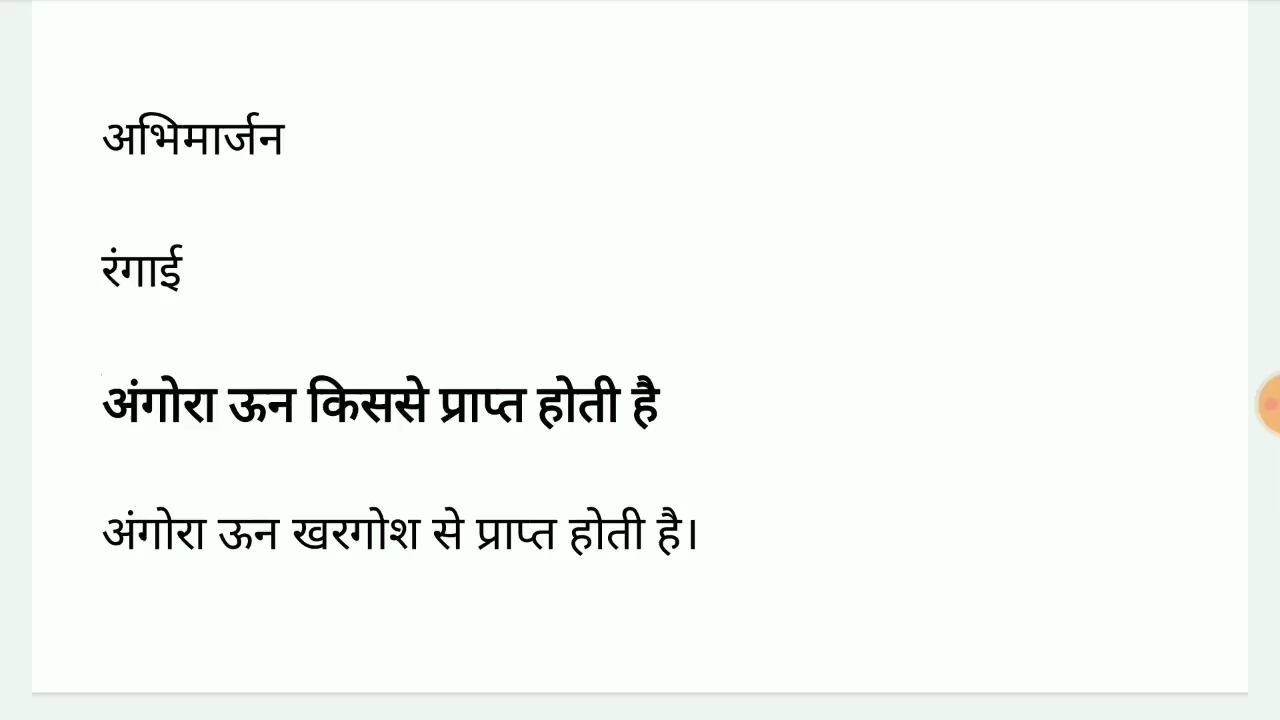 अभिमार्जन
रंगाई
अंगोरा ऊन किससे प्राप्त होती है
अंगोरा ऊन खरगोश से प्राप्त होती है।